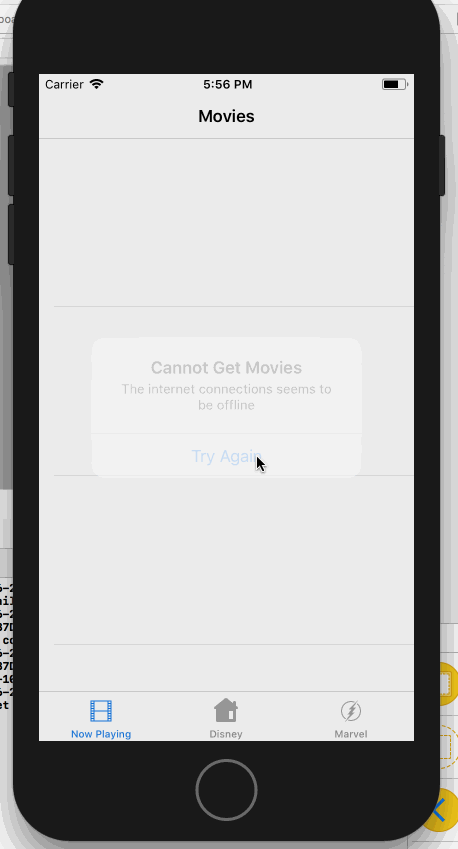 Carrier
5:56 PM
Movies
Cannot Get Movies
The internet connections seems to
be offline
Try Again
Now Playing
Disney
Marvel